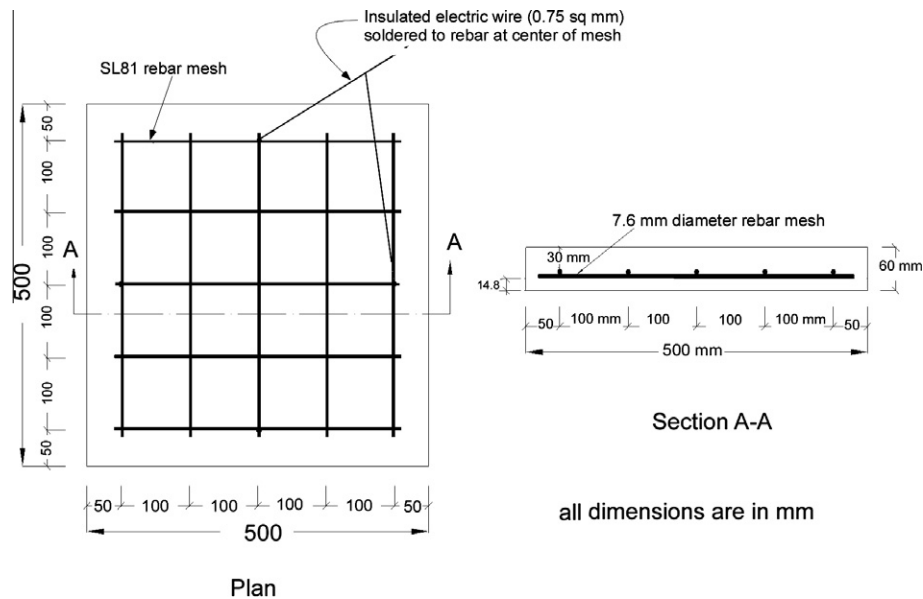 Insulated electric wire (0.75 sq mm)
soldered to rebar at center of mesh
SL81 rebar mesh
50
100
100
100
100
50
500
A
A
50
100
100
100
100
50
500
Plan
7.6 mm diameter rebar mesh
30 mm
60 mm
14.8
50
100 mm
100
100
100 mm
50
500 mm
Section A-A
all dimensions are in mm